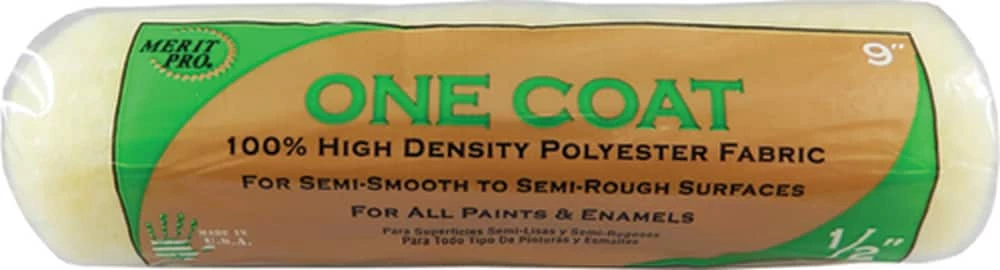 MERIT
PRO®
9"
ONE COAT
100% HIGH DENSITY POLYESTER FABRIC
FOR SEMI-SMOOTH TO SEMI-ROUGH SURFACES
FOR ALL PAINTS & ENAMELS
Para Superficies Semi-Lisas y Semi-Rugosas
Para Todo Tipo De Pinturas y Esmaltes
MADE IN
U.S.A.
1/2"